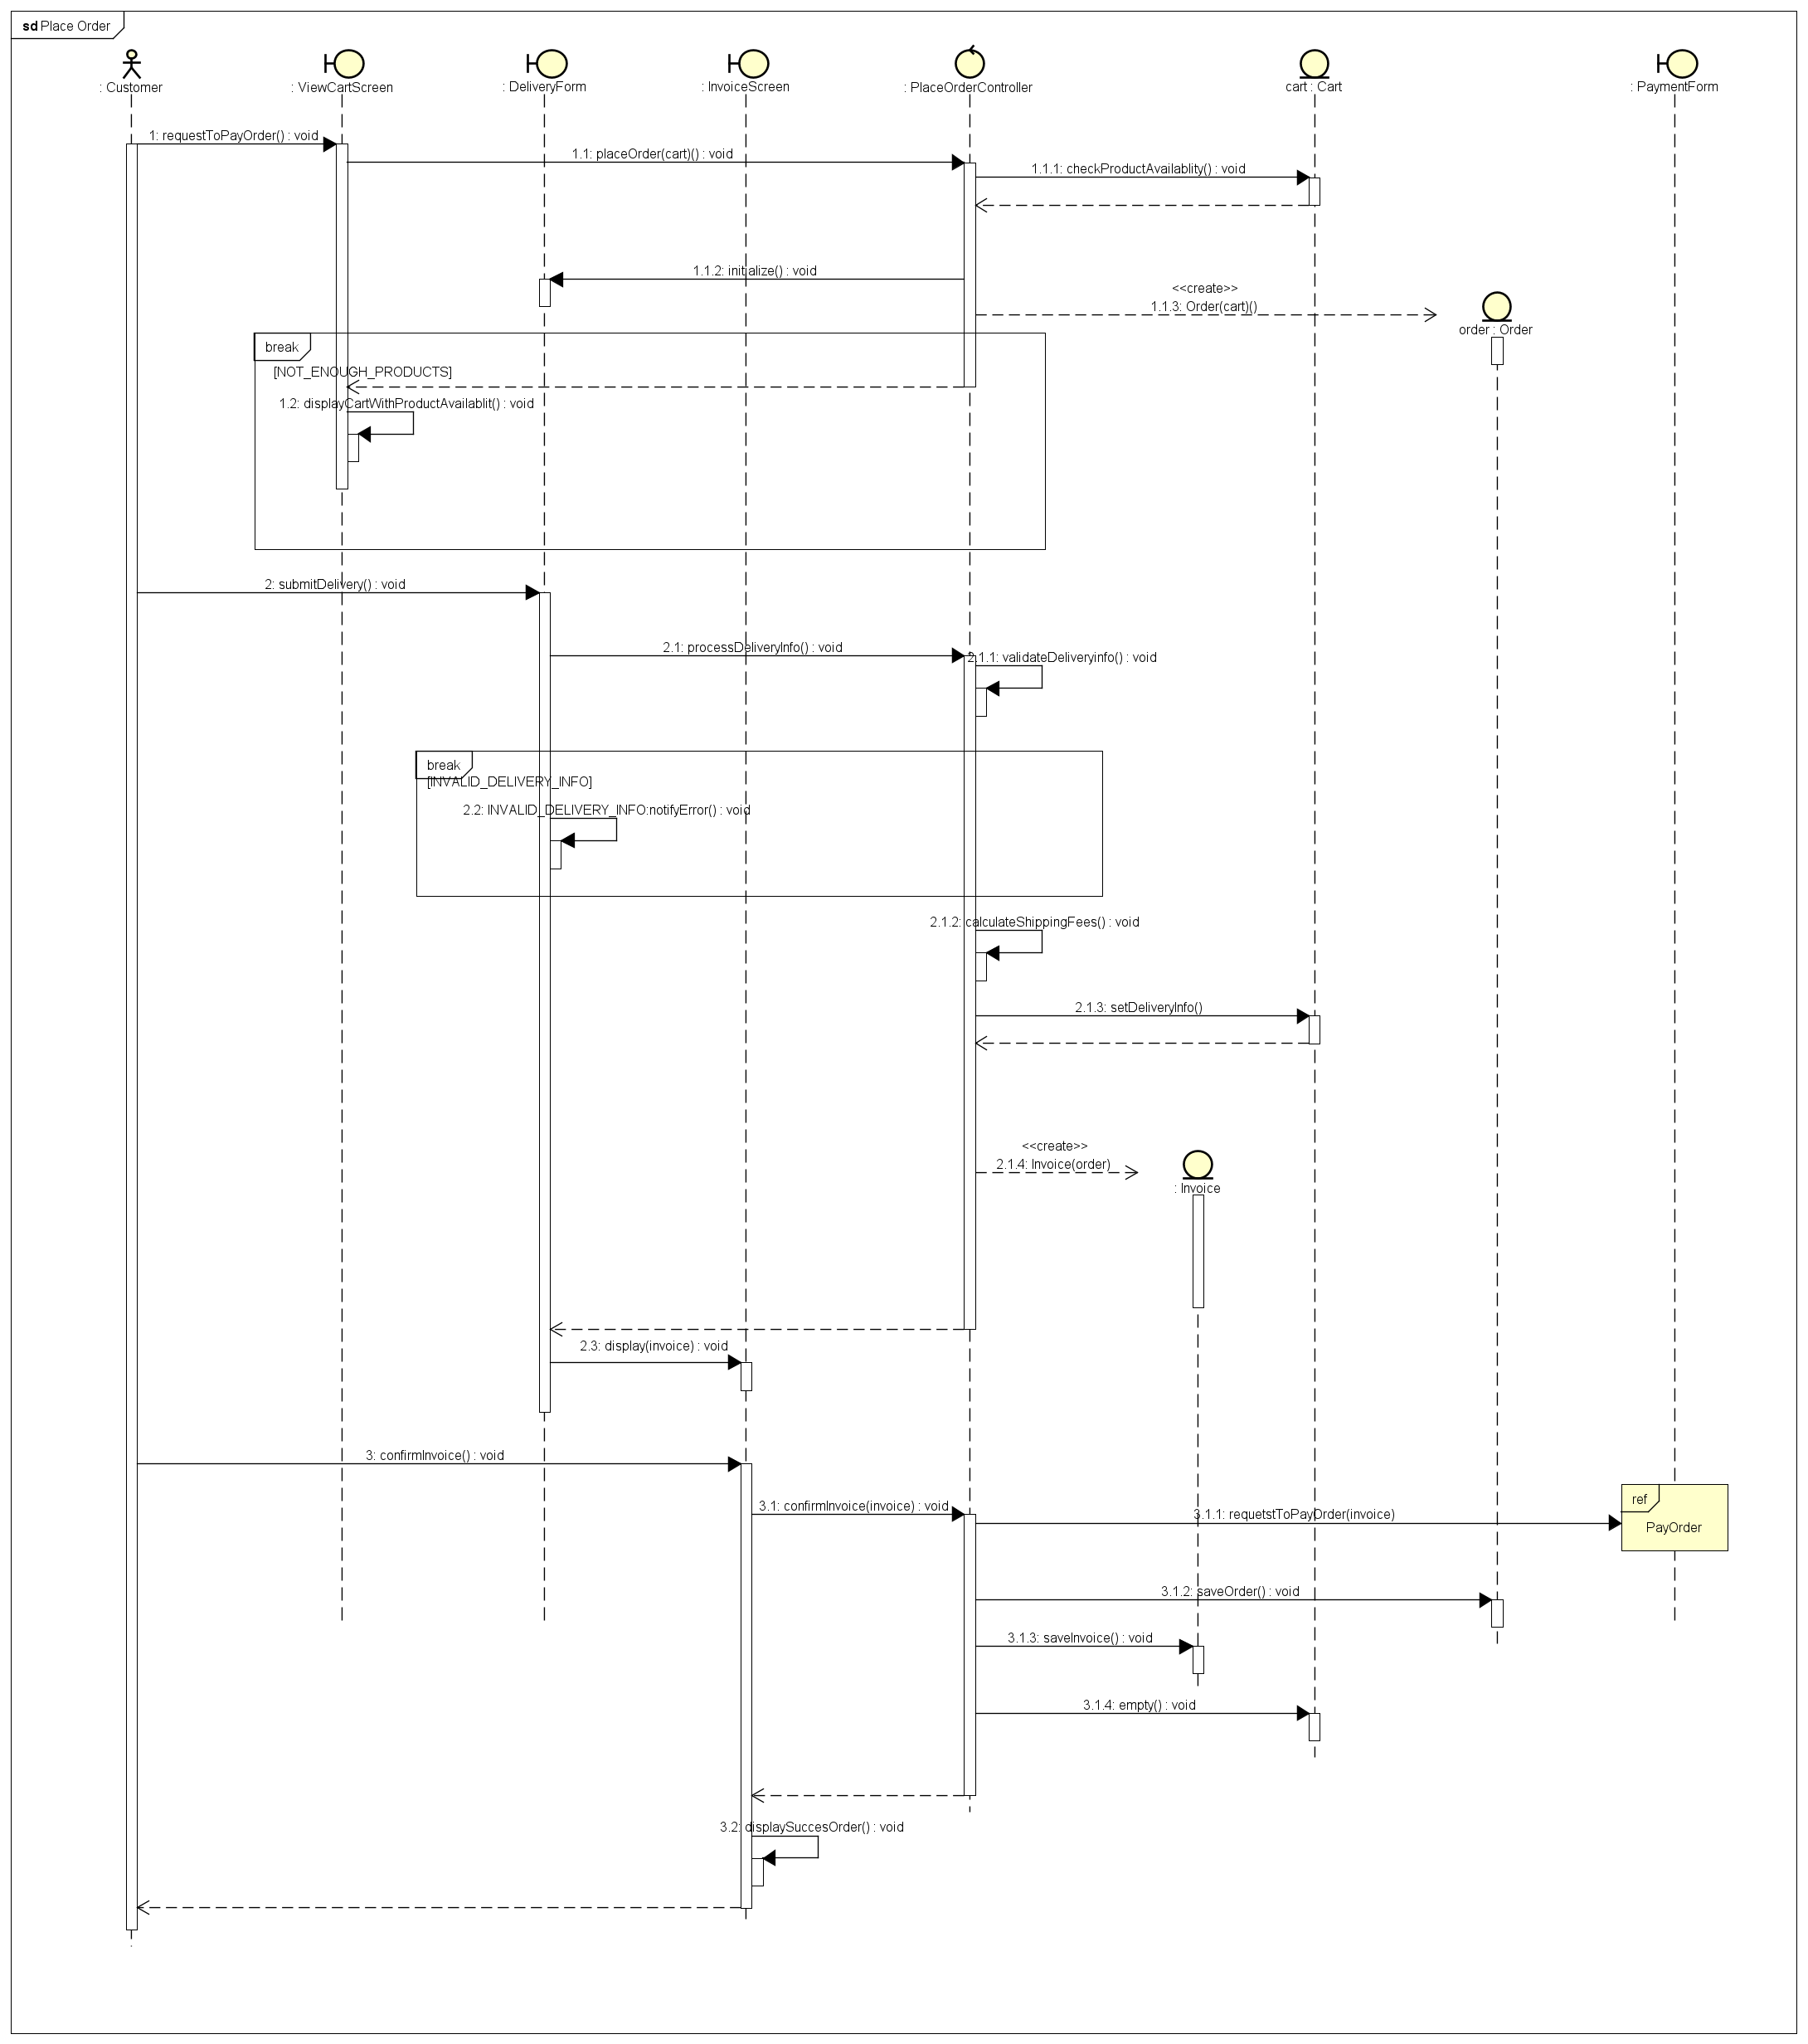 sd Place Order
: Customer
: ViewCartScreen
: DeliveryForm
: InvoiceScreen
: PlaceOrderController
cart : Cart
: PaymentForm
1: requestToPayOrder() : void
1.1: placeOrder(cart)() : void
1.1.1: checkProductAvailablity() : void
1.1.2: initialize() : void
<<create>>
1.1.3: Order(cart)()
order : Order
break
[NOT_ENOUGH_PRODUCTS]
1.2: displayCartWithProductAvailablit() : void
2: submitDelivery() : void
2.1: processDeliveryInfo() : void
2.1.1: validateDeliveryinfo() : void
break
[INVALID_DELIVERY_INFO]
2.2: INVALID_DELIVERY_INFO:notifyError() : void
2.1.2: calculateShippingFees() : void
2.1.3: setDeliveryInfo()
<<create>>
2.1.4: Invoice(order)
: Invoice
2.3: display(invoice) : void
3: confirmInvoice() : void
3.1: confirmInvoice(invoice) : void
3.1.1: requetstToPayOrder(invoice)
ref
PayOrder
3.1.2: saveOrder() : void
3.1.3: saveInvoice() : void
3.1.4: empty() : void
3.2: displaySuccesOrder() : void